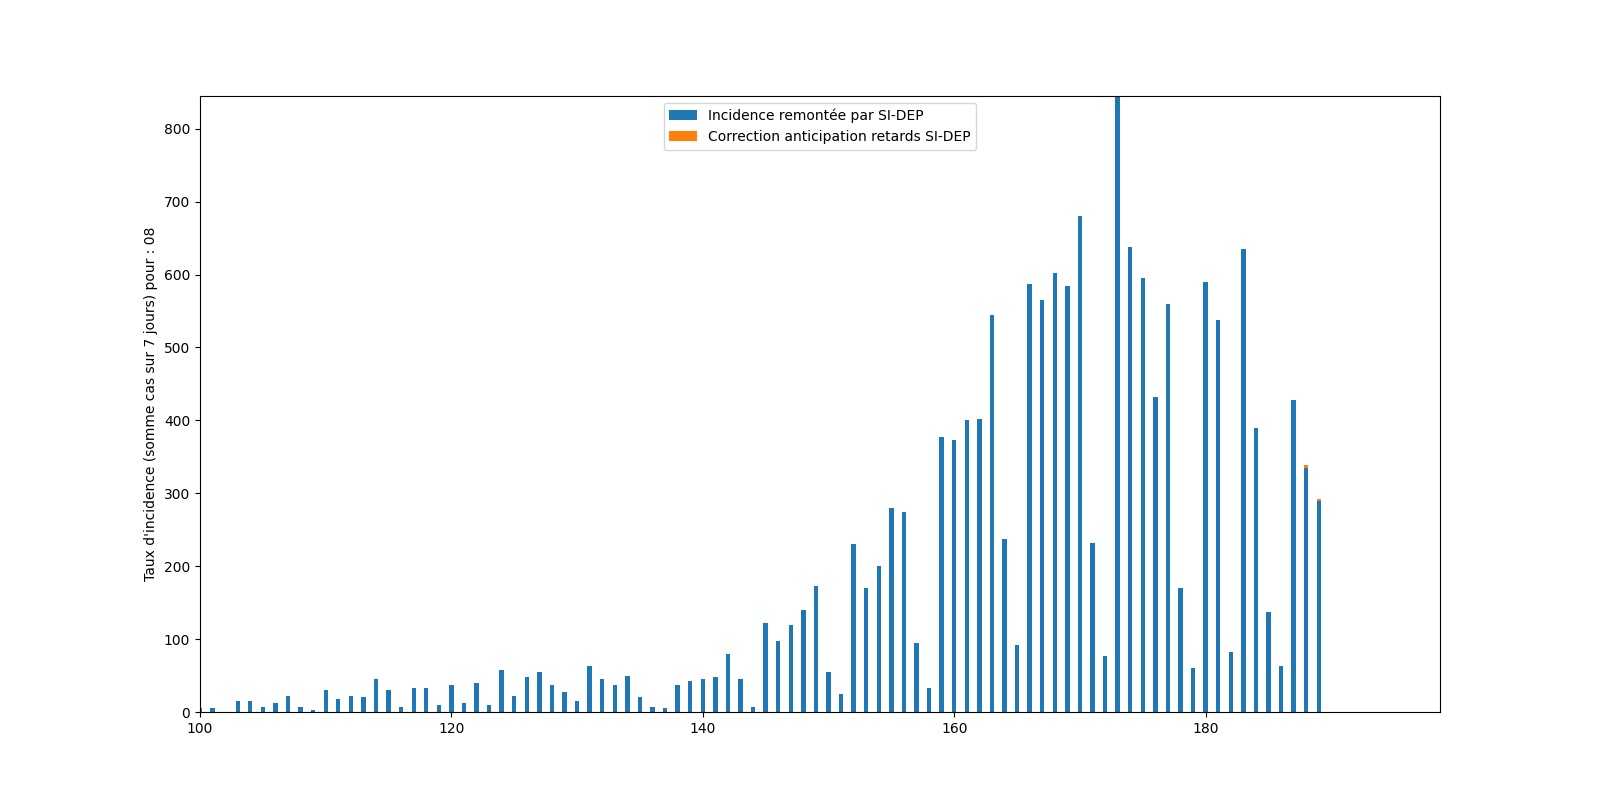 Incidence remontée par SI-DEP
Correction anticipation retards SI-DEP
Taux d'incidence (somme cas sur 7 jours) pour : 08
800
700
600
500
400
300
200
100
0
100 120 140 160 180